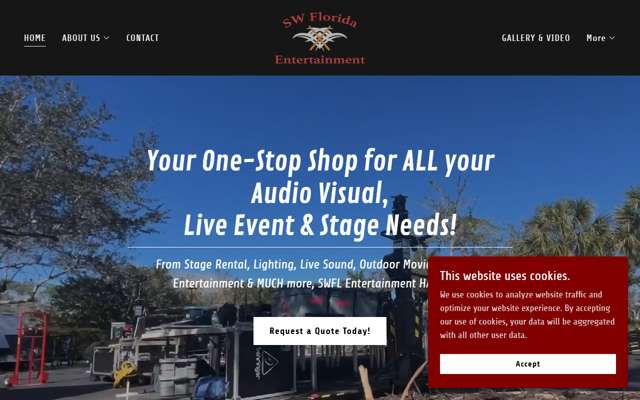 HOME
ABOUT US
CONTACT
SW Florida
Entertainment
GALLERY & VIDEO
More
Your One-Stop Shop for ALL your
Audio Visual,
Live Event & Stage Needs!
From Stage Rental, Lighting, Live Sound, Outdoor
Entertainment & MUCH more, SWFL Entertainment
Request a Quote Today!
This website uses cookies.
We use cookies to analyze website traffic and
optimize your website experience. By accepting
our use of cookies, your data will be aggregated
with all other user data.
Accept